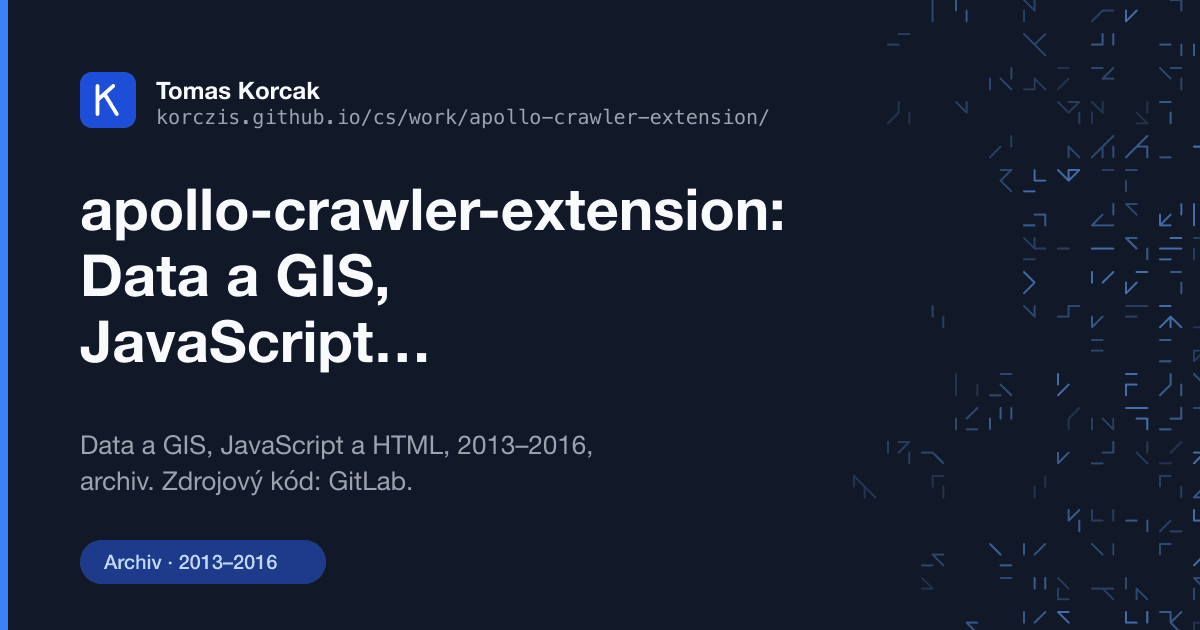 K
Tomas Korcak
korczis.github.io/cs/work/apollo-crawler-extension/
apollo-crawler-extension:
Data a GIS,
JavaScript…
Data a GIS, JavaScript a HTML, 2013–2016,
archiv. Zdrojový kód: GitLab.
Archiv · 2013–2016